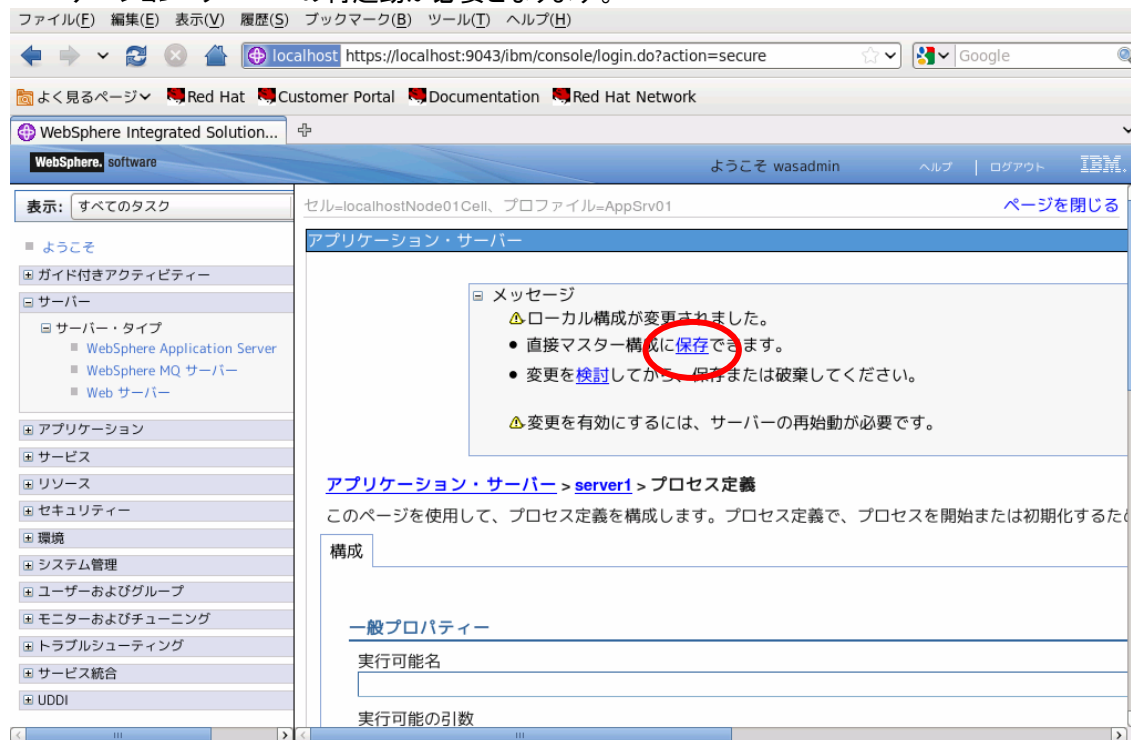 ファイル(F) 編集(E) 表示(V) 履歴(S) ブックマーク(B) ツール(T) ヘルプ(H)
localhost https://localhost:9043/ibm/console/login.do?action=secure Google
よく見るページ Red Hat Customer Portal Documentation Red Hat Network
WebSphere Integrated Solution...
WebSphere. software ようこそ wasadmin ヘルプ | ログアウト IBM.
表示: すべてのタスク
ようこそ
ガイド付きアクティビティー
サーバー
サーバー・タイプ
WebSphere Application Server
WebSphere MQ サーバー
Web サーバー
アプリケーション
サービス
リソース
セキュリティー
環境
システム管理
ユーザーおよびグループ
モニターおよびチューニング
トラブルシューティング
サービス統合
UDDI
セル=localhostNode01Cell、プロファイル=AppSrv01 ページを閉じる
アプリケーション・サーバー
メッセージ
ローカル構成が変更されました。
直接マスター構成に保存できます。
変更を検討してから、保存または破棄してください。
変更を有効にするには、サーバーの再始動が必要です。
アプリケーション・サーバー > server1 > プロセス定義
このページを使用して、プロセス定義を構成します。プロセス定義で、プロセスを開始または初期化するため
構成
一般プロパティー
実行可能名
実行可能の引数